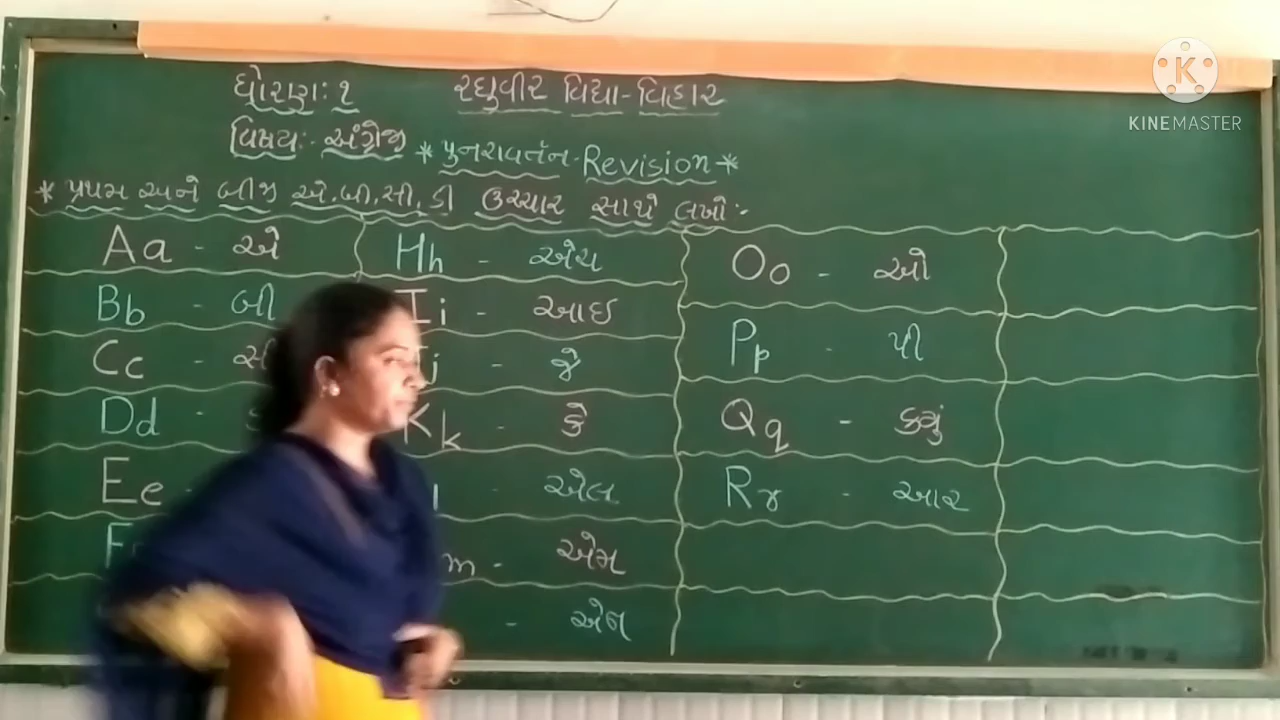 ધોરણ: ૧ રઘુવીર વિદ્યા-વિહાર
વિષય:- અંગ્રેજી * પુનરાવર્તન - Revision *
* પ્રથમ અને બીજી એ.બી.સી.ડી ઉચ્ચાર સાથે લખો:-
Aa - એ
Bb - બી
Cc -
Dd -
Ee -
Hh - એચ
Ii - આઇ
j - જે
Kk - કે
- એલ
m - એમ
- એન
Oo - ઓ
Pp - પી
Qq - ક્યું
Rr - આર
K
KINEMASTER